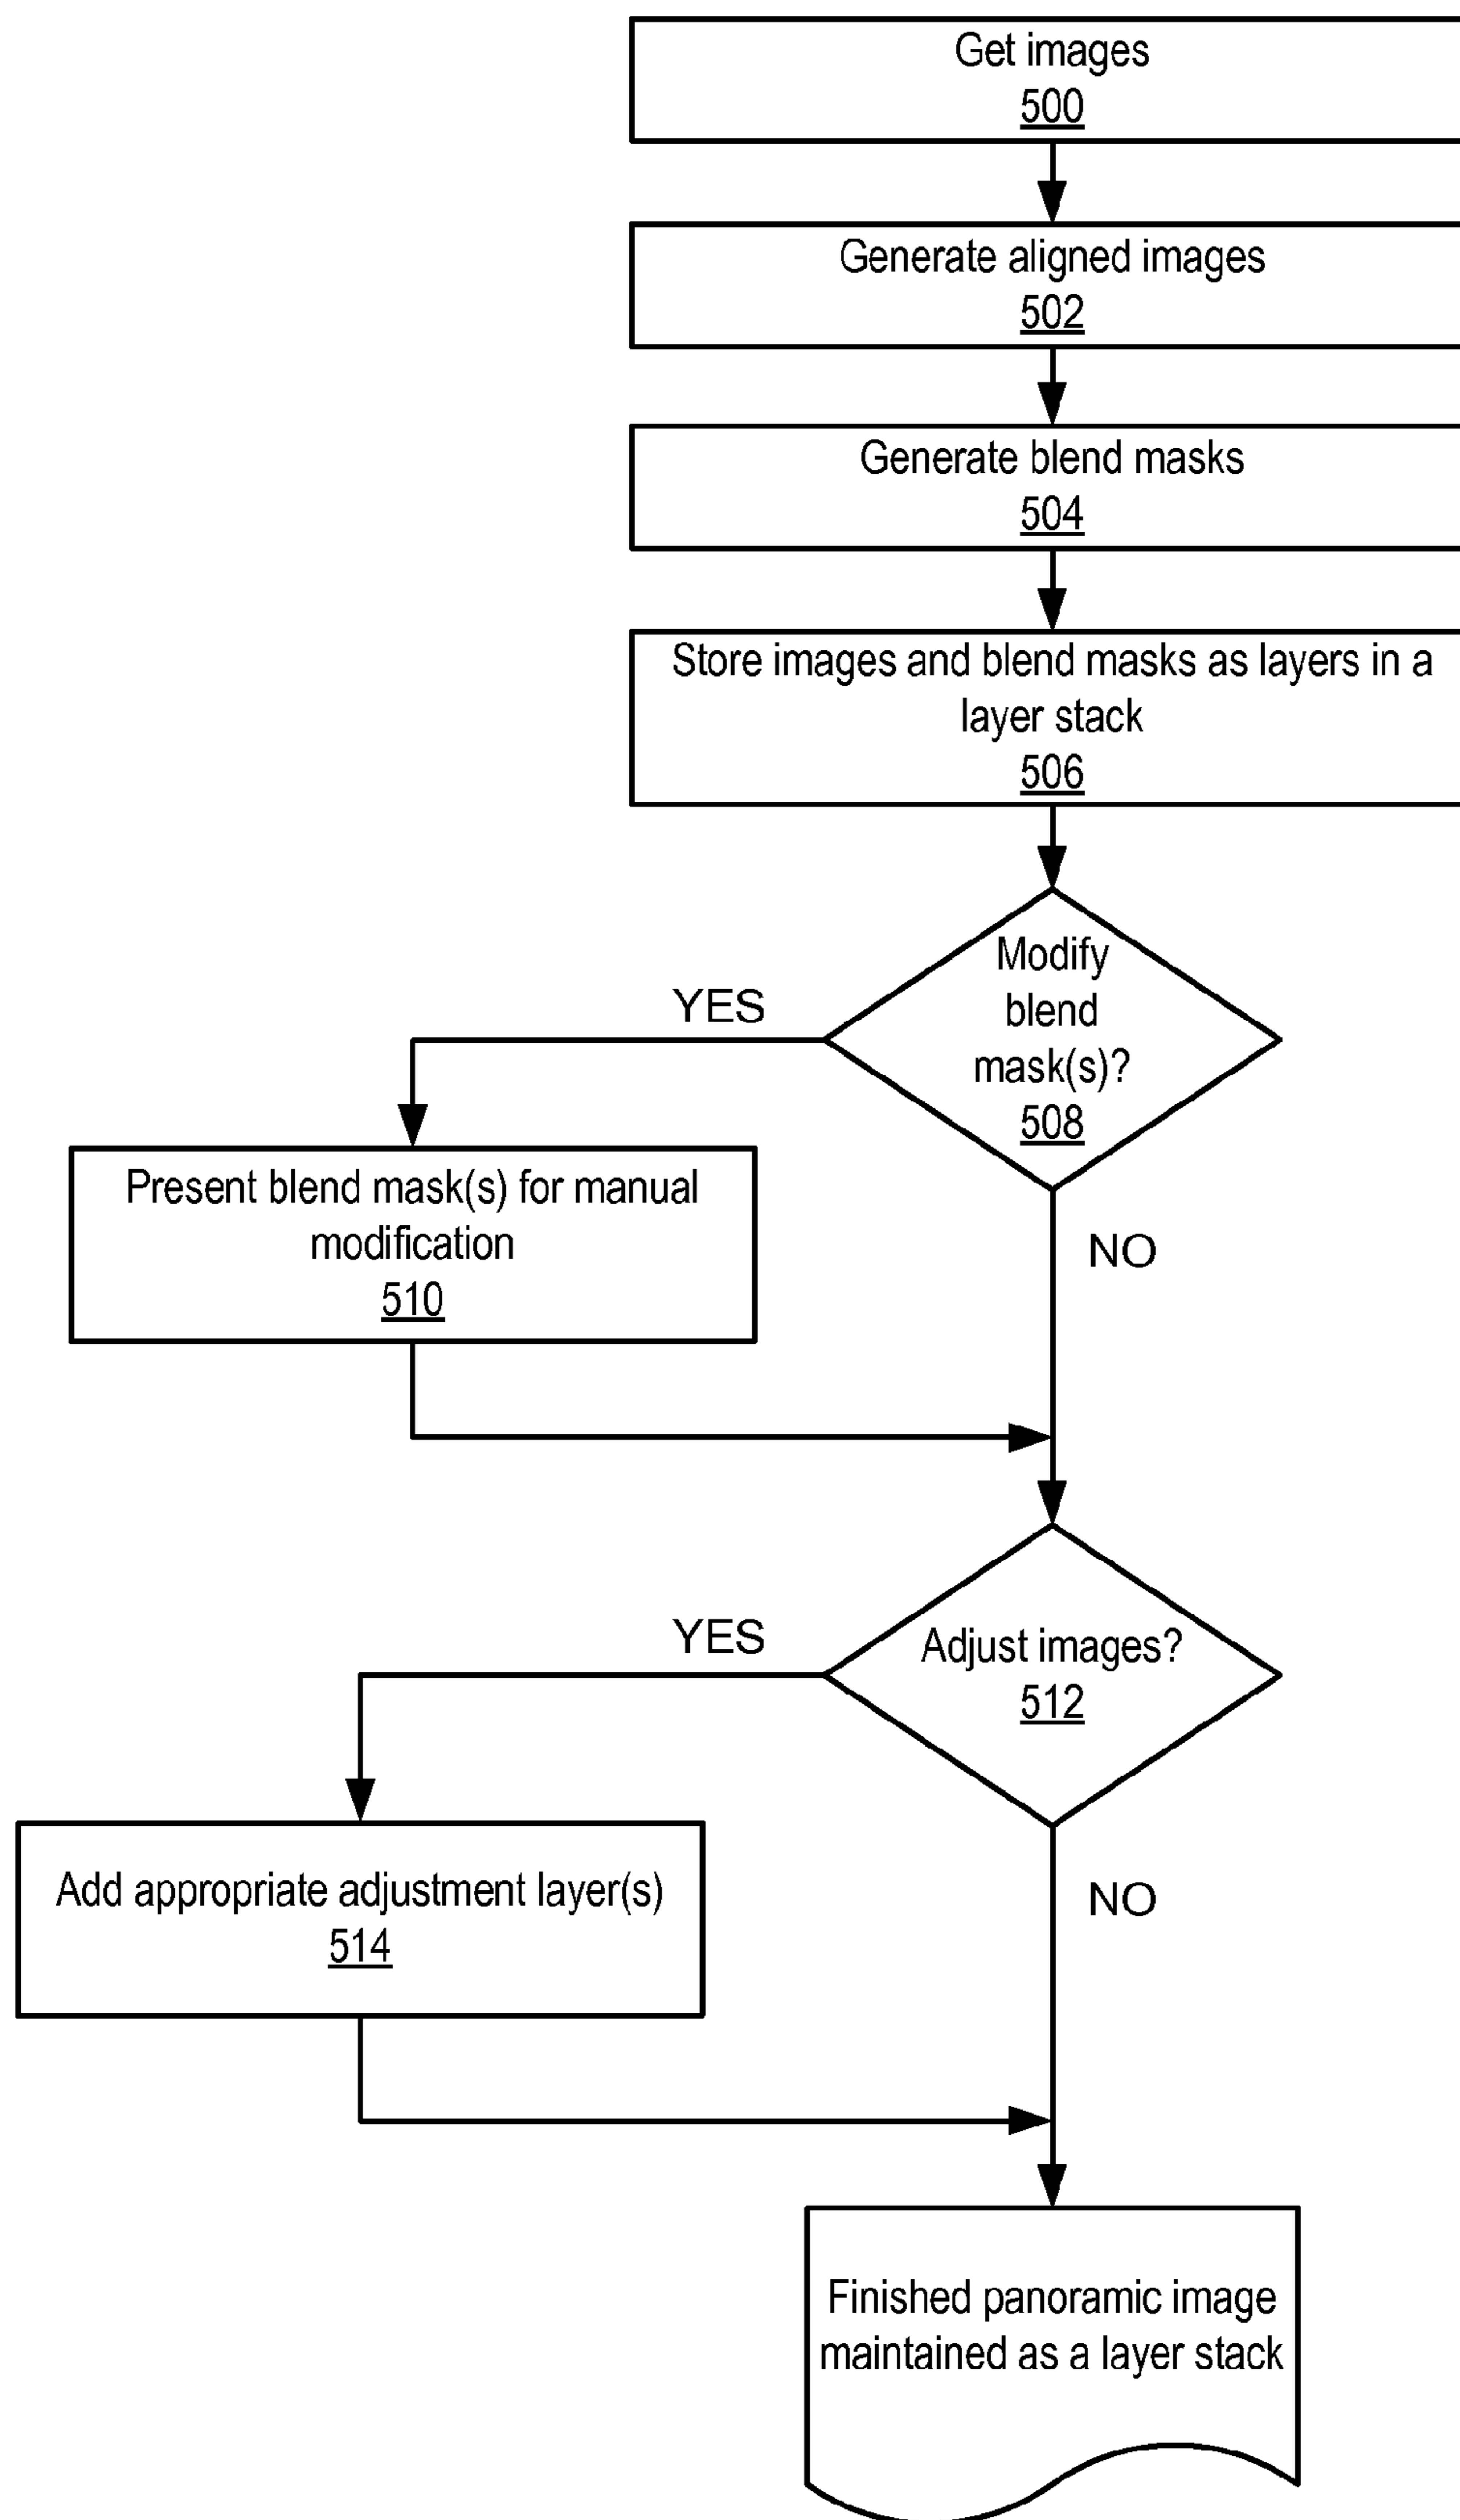 Get images
500
Generate aligned images
502
Generate blend masks
504
Store images and blend masks as layers in a
layer stack
506
Modify
blend
mask(s)?
508
YES
NO
Present blend mask(s) for manual
modification
510
Adjust images?
512
YES
NO
Add appropriate adjustment layer(s)
514
Finished panoramic image
maintained as a layer stack